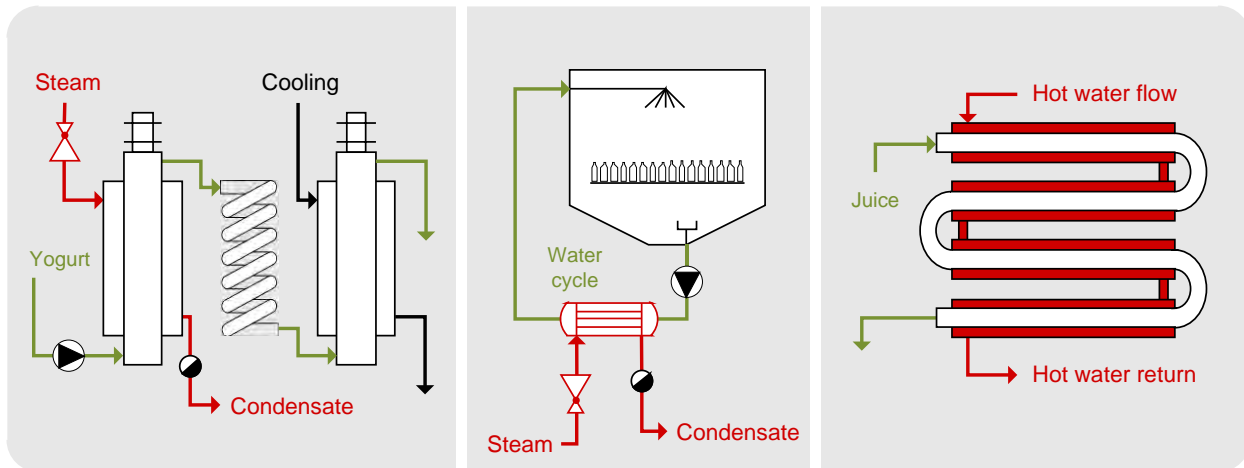 Steam
Cooling
Yogurt
Condensate
Water
cycle
Steam
Condensate
Hot water flow
Juice
Hot water return